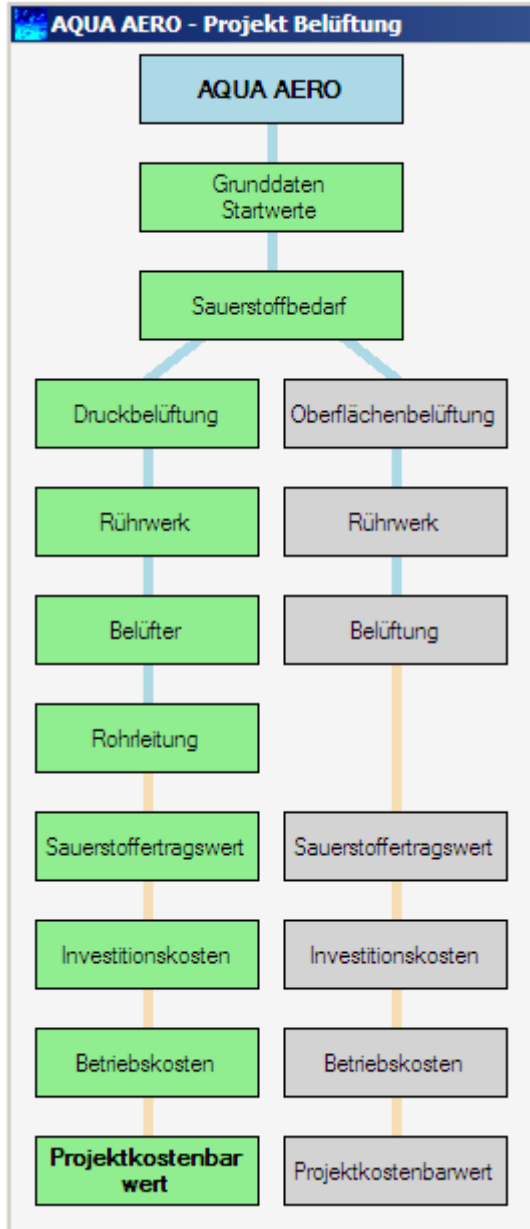 AQUA AERO - Projekt Belüftung
AQUA AERO
Grunddaten
Startwerte
Sauerstoffbedarf
Druckbelüftung
Oberflächenbelüftung
Rührwerk
Rührwerk
Belüfter
Belüftung
Rohrleitung
Sauerstoffertragswert
Sauerstoffertragswert
Investitionskosten
Investitionskosten
Betriebskosten
Betriebskosten
Projektkostenbar
wert
Projektkostenbarwert